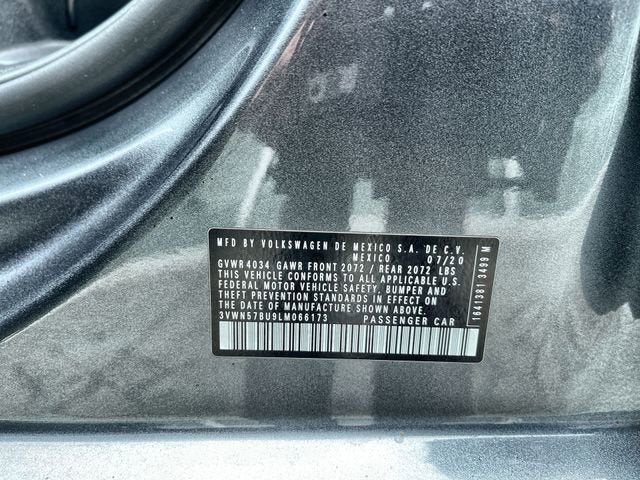 MFD BY VOLKSWAGEN DE MEXICO S.A. DE C.V.
MEXICO 07/20
GVWR 4034 GAWR FRONT 2072 / REAR 2072 LBS
THIS VEHICLE CONFORMS TO ALL APPLICABLE U.S.
FEDERAL MOTOR VEHICLE SAFETY, BUMPER AND
THEFT PREVENTION STANDARDS IN EFFECT ON
THE DATE OF MANUFACTURE SHOWN ABOVE.
3VWN57BU9LM066173 PASSENGER CAR
1641381 3499 M